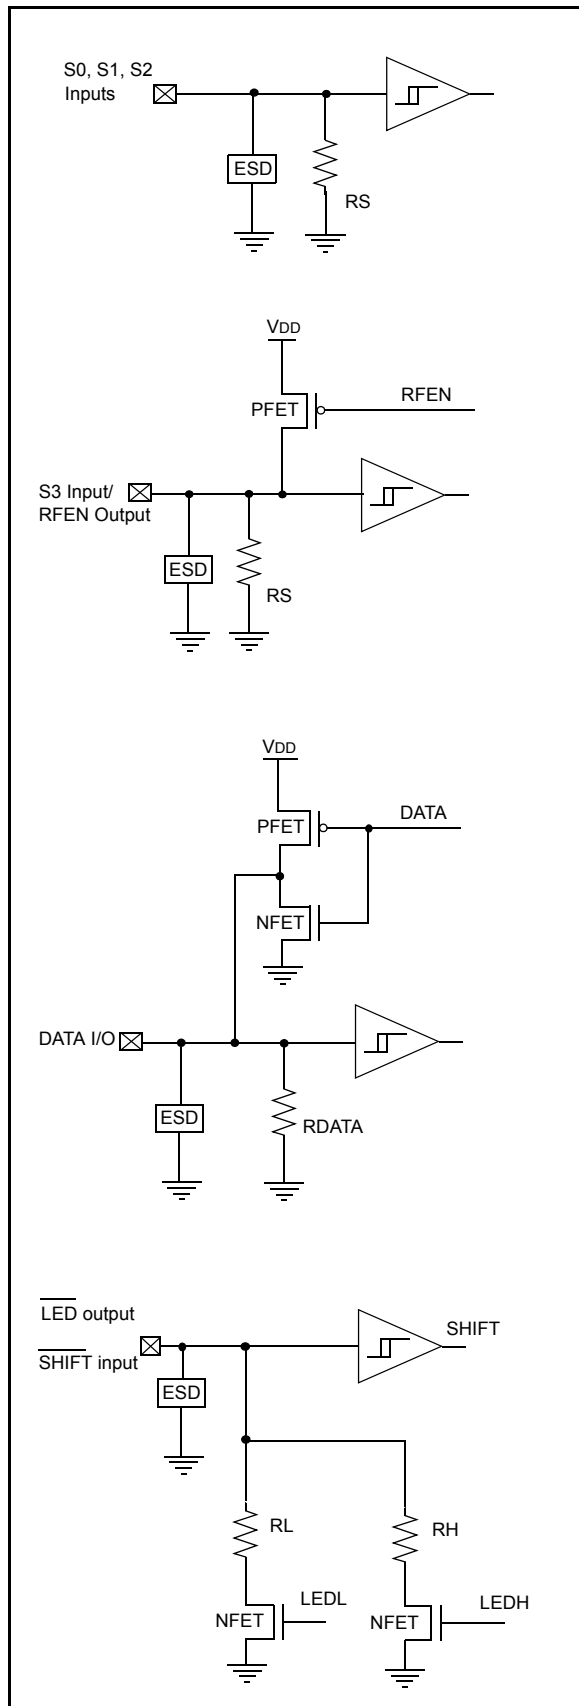 S0, S1, S2
Inputs
ESD
RS
VDD
PFET
RFEN
S3 Input/
RFEN Output
ESD
RS
VDD
PFET
DATA
NFET
DATA I/O
ESD
RDATA
LED output
SHIFT input
SHIFT
ESD
RL
RH
NFET
LEDL
NFET
LEDH